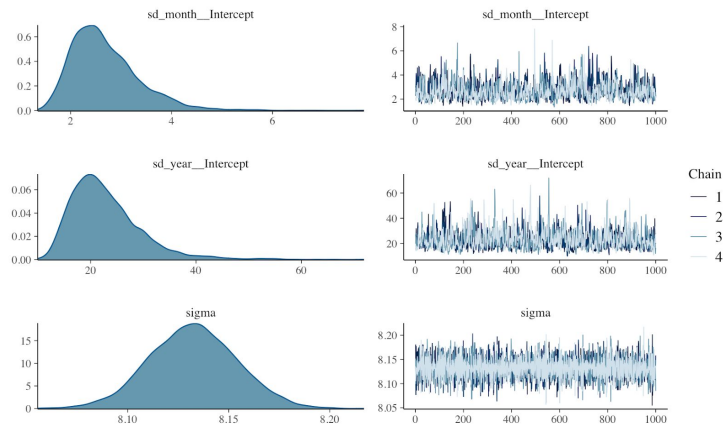 sd_month__Intercept
0.6
0.4
0.2
0.0
2 4 6
sd_month__Intercept
8
6
4
2
0 200 400 600 800 1000
sd_year__Intercept
0.06
0.04
0.02
0.00
20 40 60
sd_year__Intercept
60
40
20
0 200 400 600 800 1000
sigma
15
10
5
0
8.10 8.15 8.20
sigma
8.20
8.15
8.10
8.05
0 200 400 600 800 1000
Chain
1
2
3
4